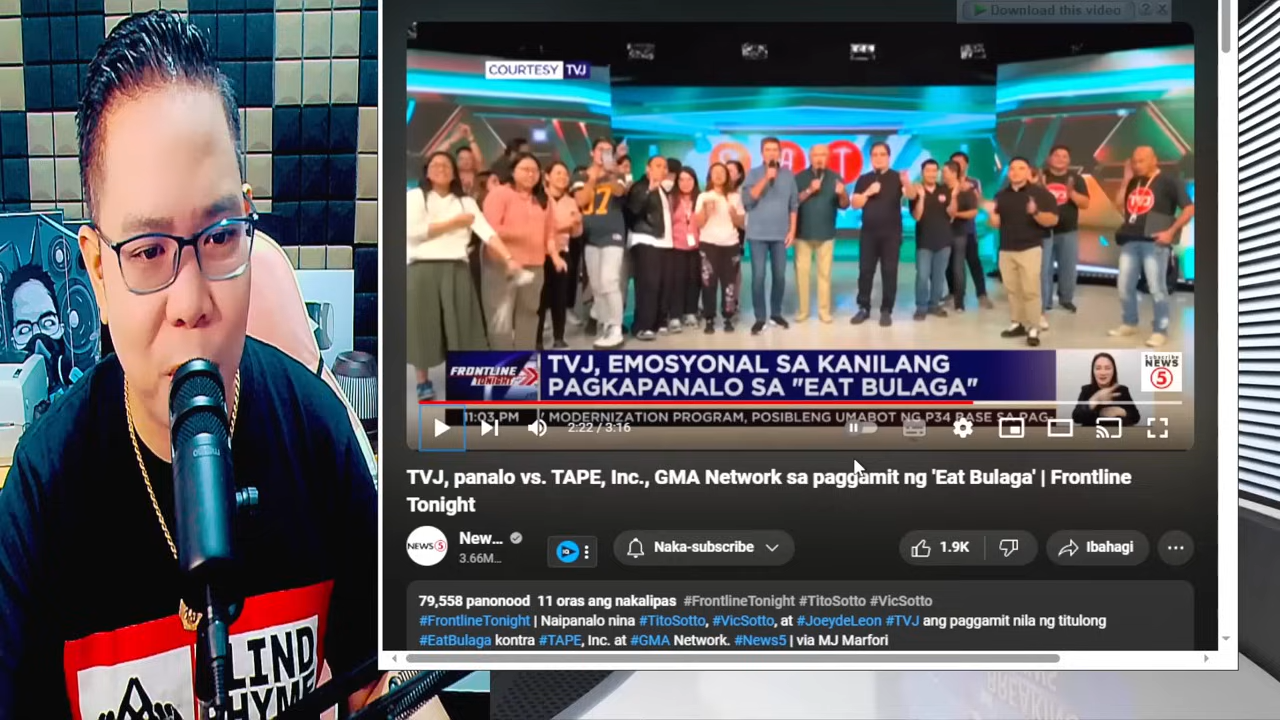 Download this video
COURTESY TVJ
TVJ
FRONTLINE
TONIGHT
TVJ, EMOSYONAL SA KANILANG
PAGKAPANALO SA "EAT BULAGA"
Subscribe
NEWS
5
11:03 PM
MODERNIZATION PROGRAM, POSIBLENG UMABOT NG P34 BASE SA PAG-
2:22 / 3:16
TVJ, panalo vs. TAPE, Inc., GMA Network sa paggamit ng 'Eat Bulaga' | Frontline
Tonight
NEWS5
New...
3.66M...
IQ
Naka-subscribe
1.9K
Ibahagi
79,558 panonood 11 oras ang nakalipas #FrontlineTonight #TitoSotto #VicSotto
#FrontlineTonight | Naipanalo nina #TitoSotto, #VicSotto, at #JoeydeLeon #TVJ ang paggamit nila ng titulong
#EatBulaga kontra #TAPE, Inc. at #GMA Network. #News5 | via MJ Marfori